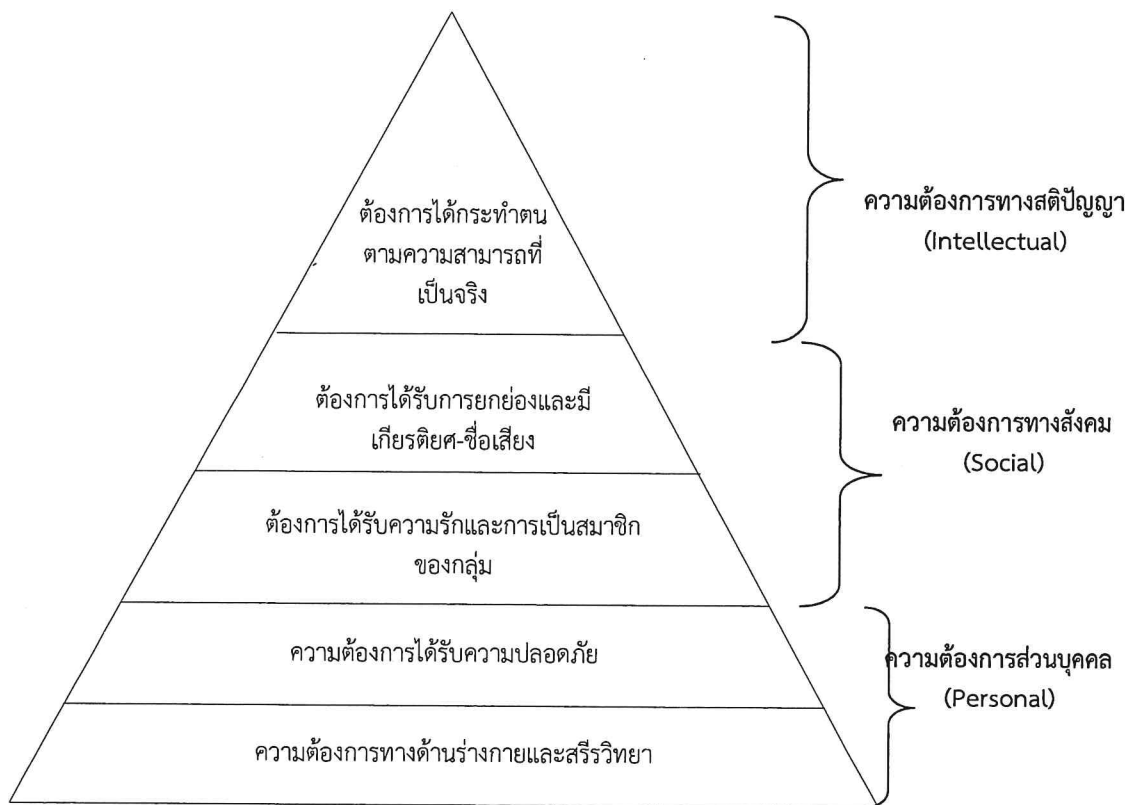 ต้องการได้กระทำตน
ตามความสามารถที่
เป็นจริง
ความต้องการทางสติปัญญา
(Intellectual)
ต้องการได้รับการยกย่องและมี
เกียรติยศ-ชื่อเสียง
ความต้องการทางสังคม
(Social)
ต้องการได้รับความรักและการเป็นสมาชิก
ของกลุ่ม
ความต้องการได้รับความปลอดภัย
ความต้องการส่วนบุคคล
(Personal)
ความต้องการทางด้านร่างกายและสรีรวิทยา